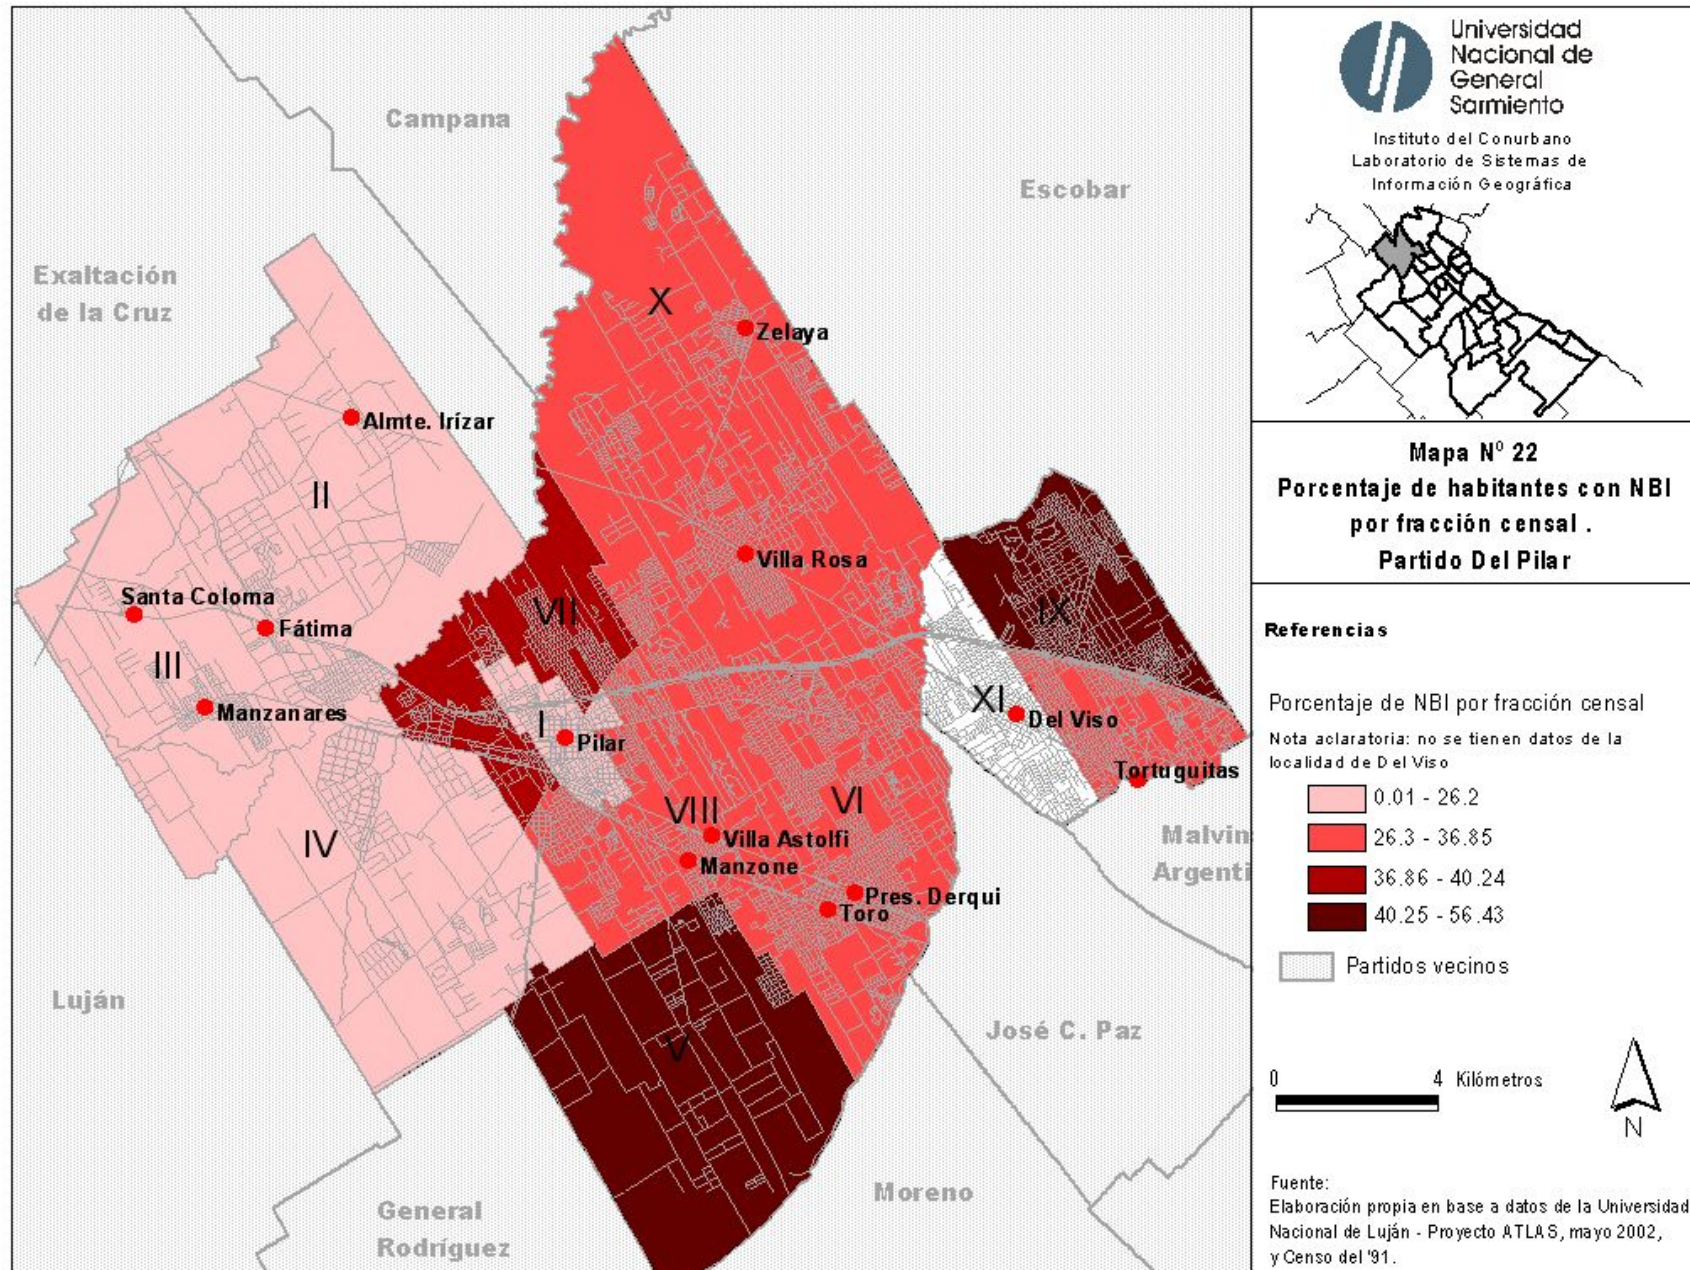 Campana
Escobar
Exaltación
de la Cruz
X
Zelaya
Almte. Irízar
II
Villa Rosa
Santa Coloma
Fátima
VII
IX
III
Manzanares
I
Pilar
XI
Del Viso
Tortuguitas
VIII
VI
IV
Villa Astolfi
Manzone
Malvin
Argenti
Pres. Derqui
Toro
Luján
V
José C. Paz
Moreno
General
Rodríguez
Universidad
Nacional de
General
Sarmiento
Instituto del Conurbano
Laboratorio de Sistemas de
Información Geográfica
Mapa Nº 22
Porcentaje de habitantes con NBI
por fracción censal .
Partido Del Pilar
Referencias
Porcentaje de NBI por fracción censal
Nota aclaratoria: no se tienen datos de la
localidad de Del Viso
0.01 - 26.2
26.3 - 36.85
36.86 - 40.24
40.25 - 56.43
Partidos vecinos
0 4 Kilómetros
N
Fuente:
Elaboración propia en base a datos de la Universidad
Nacional de Luján - Proyecto ATLAS, mayo 2002,
y Censo del '91.